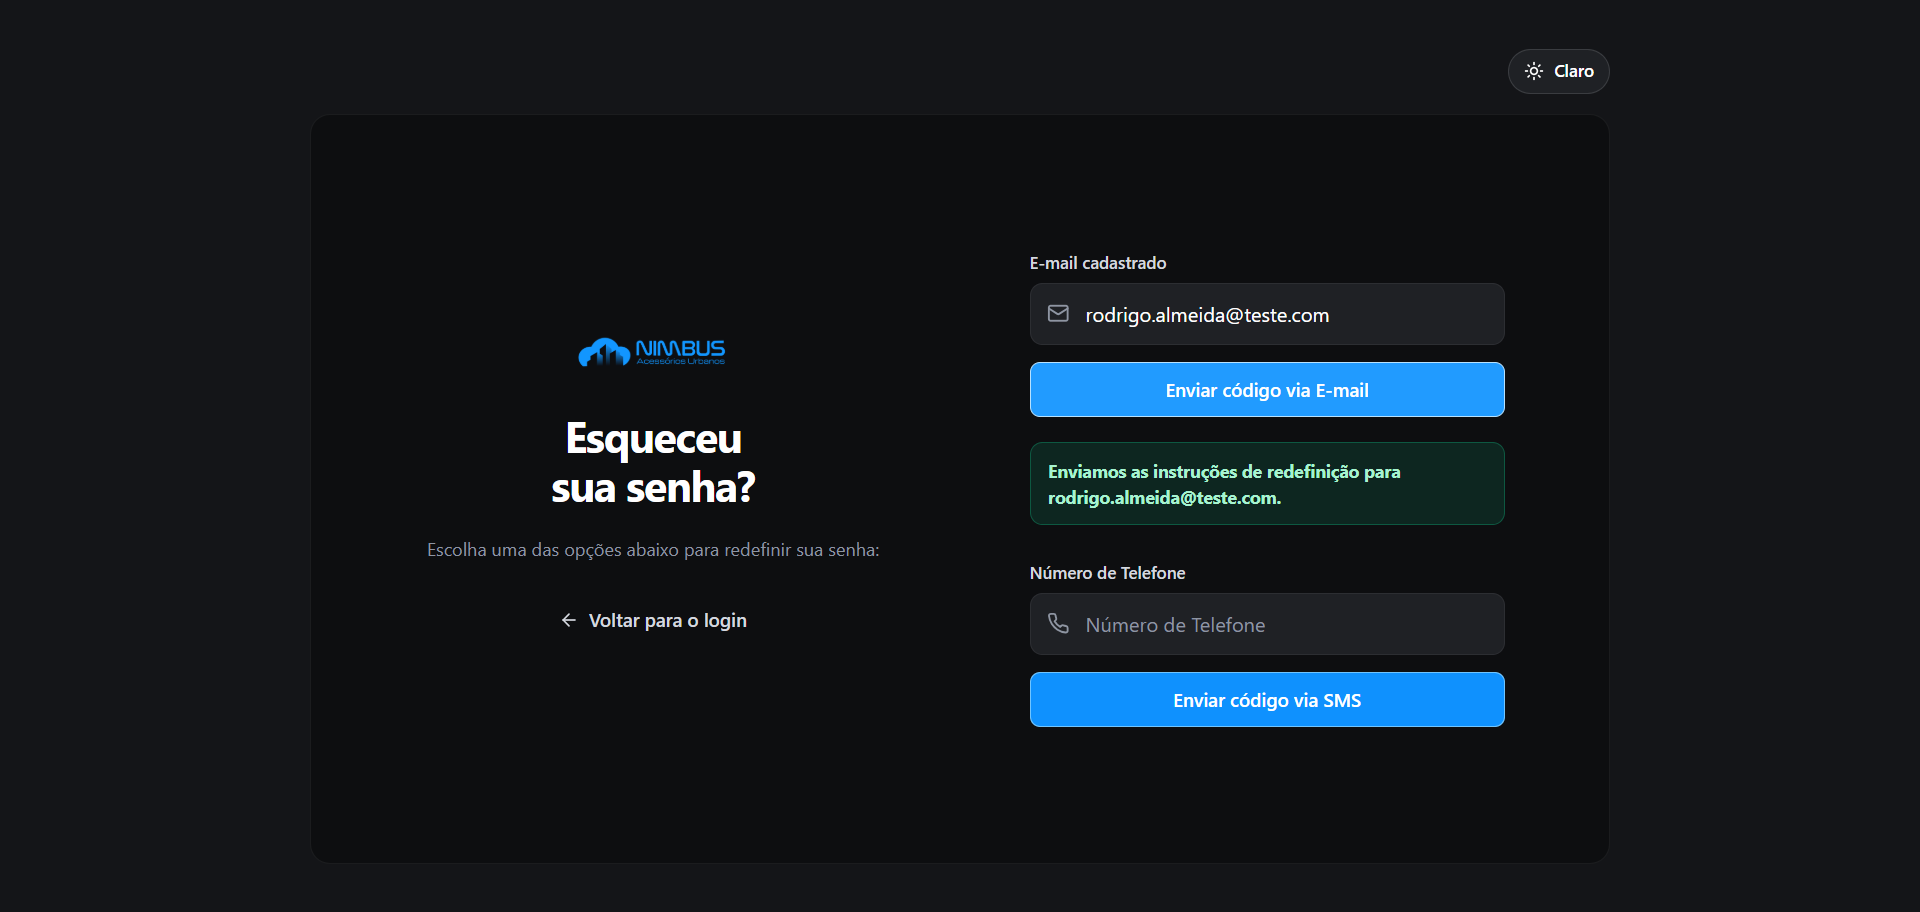 Claro
NIMBUS
Acessórios Urbanos
Esqueceu
sua senha?
Escolha uma das opções abaixo para redefinir sua senha:
Voltar para o login
E-mail cadastrado
rodrigo.almeida@teste.com
Enviar código via E-mail
Enviamos as instruções de redefinição para
rodrigo.almeida@teste.com.
Número de Telefone
Número de Telefone
Enviar código via SMS